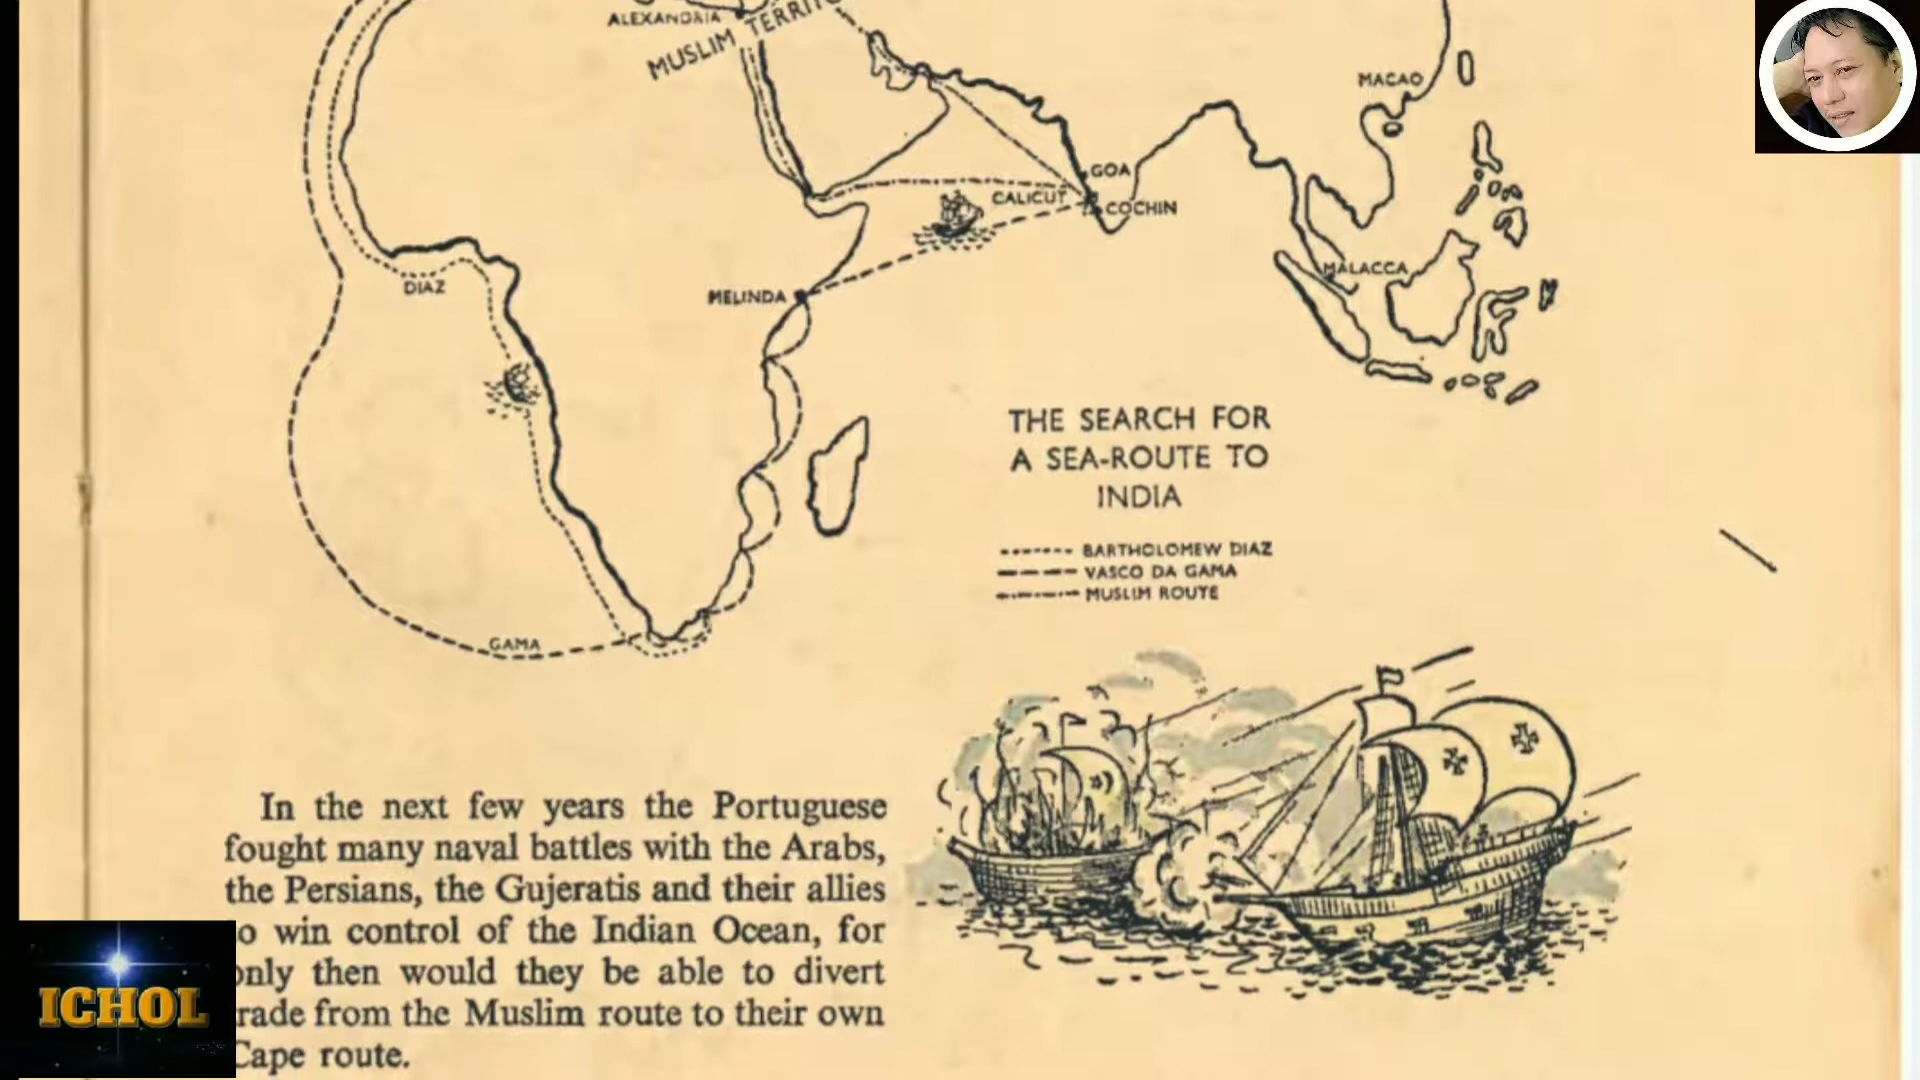 ALEXANDRIA
MUSLIM TERRITO
MACAO
GOA
CALICUT
COCHIN
MALACCA
DIAZ
MELINDA
THE SEARCH FOR
A SEA-ROUTE TO
INDIA
BARTHOLOMEW DIAZ
VASCO DA GAMA
MUSLIM ROUTE
GAMA
In the next few years the Portuguese
fought many naval battles with the Arabs,
the Persians, the Gujeratis and their allies
o win control of the Indian Ocean, for
only then would they be able to divert
rade from the Muslim route to their own
Cape route.
ICHOL